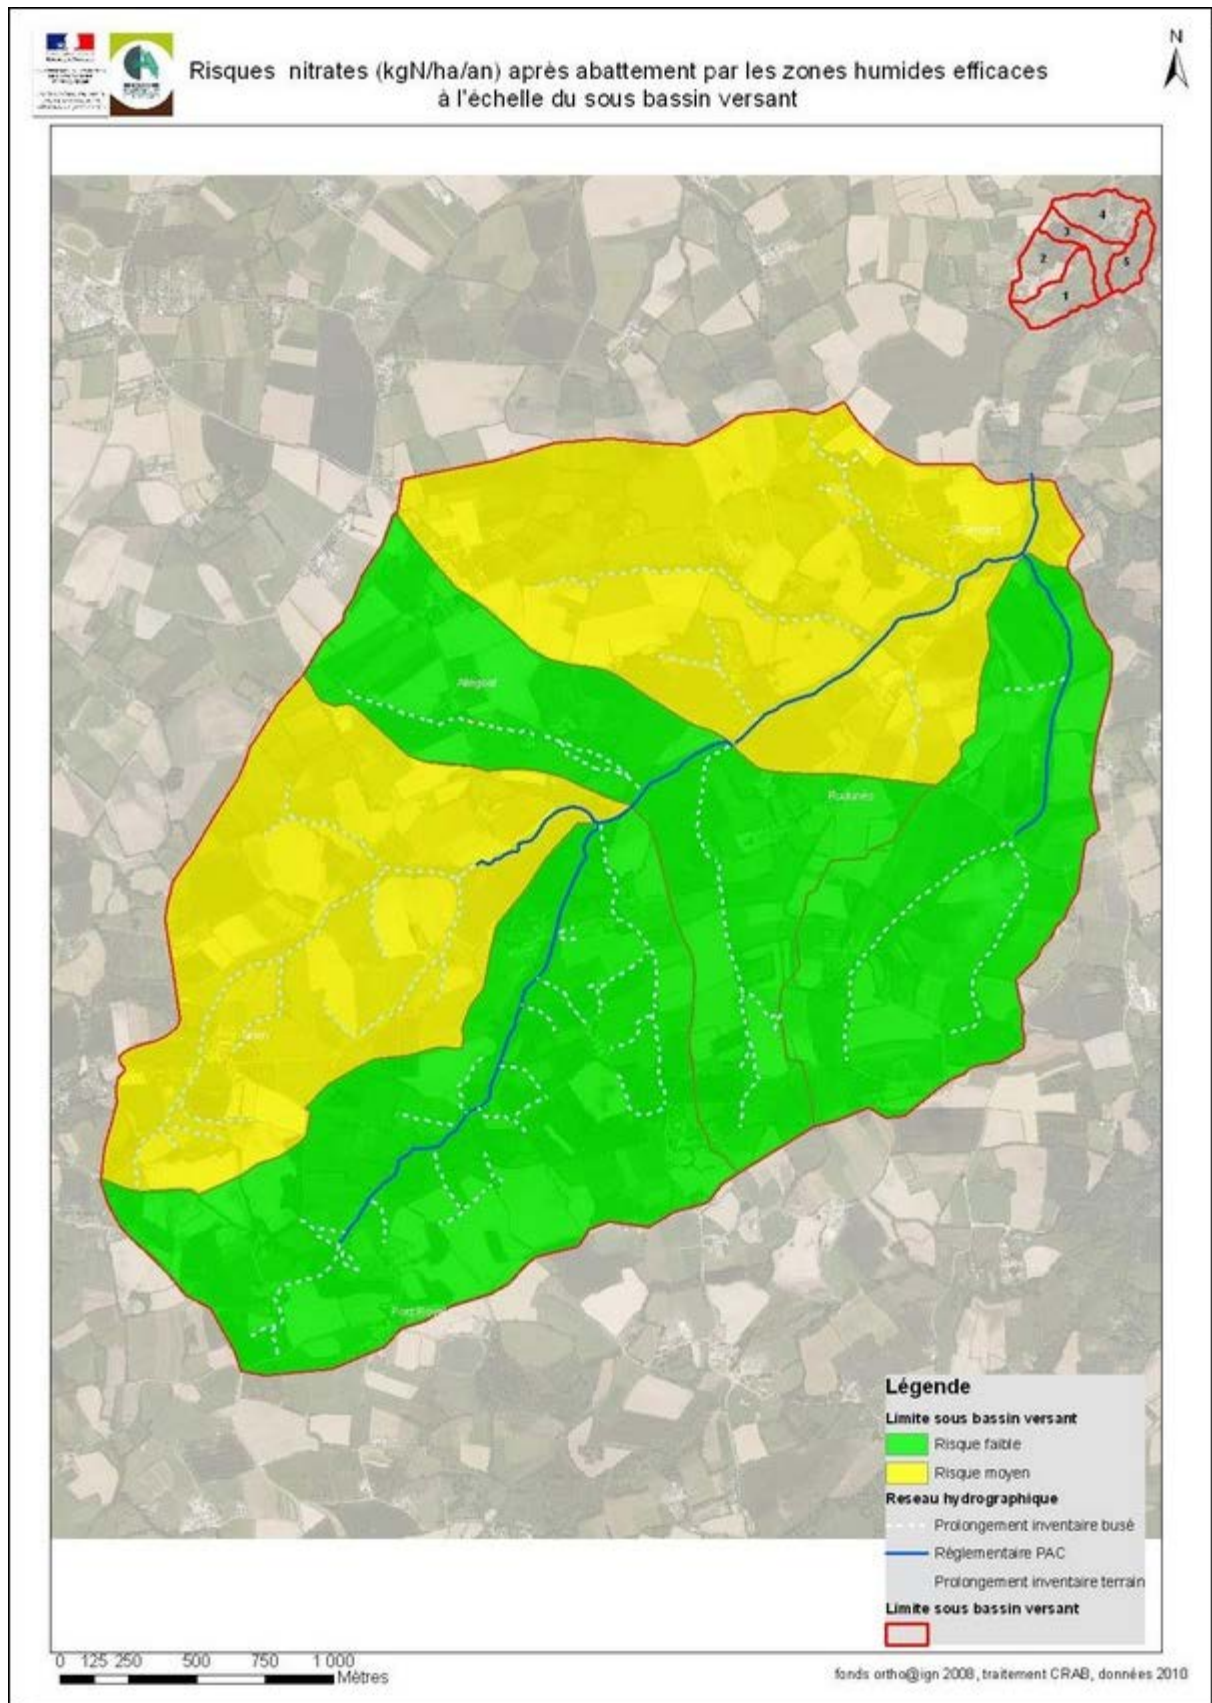 N
Risques nitrates (kgN/ha/an) après abattement par les zones humides efficaces
à l'échelle du sous bassin versant
4
3
2
5
1
Rudunes
Légende
Limite sous bassin versant
Risque faible
Risque moyen
Reseau hydrographique
Prolongement inventaire busé
Règlementaire PAC
Prolongement inventaire terrain
Limite sous bassin versant
0 125 250 500 750 1 000
Mètres
fonds ortho@ign 2008, traitement CRAB, données 2010